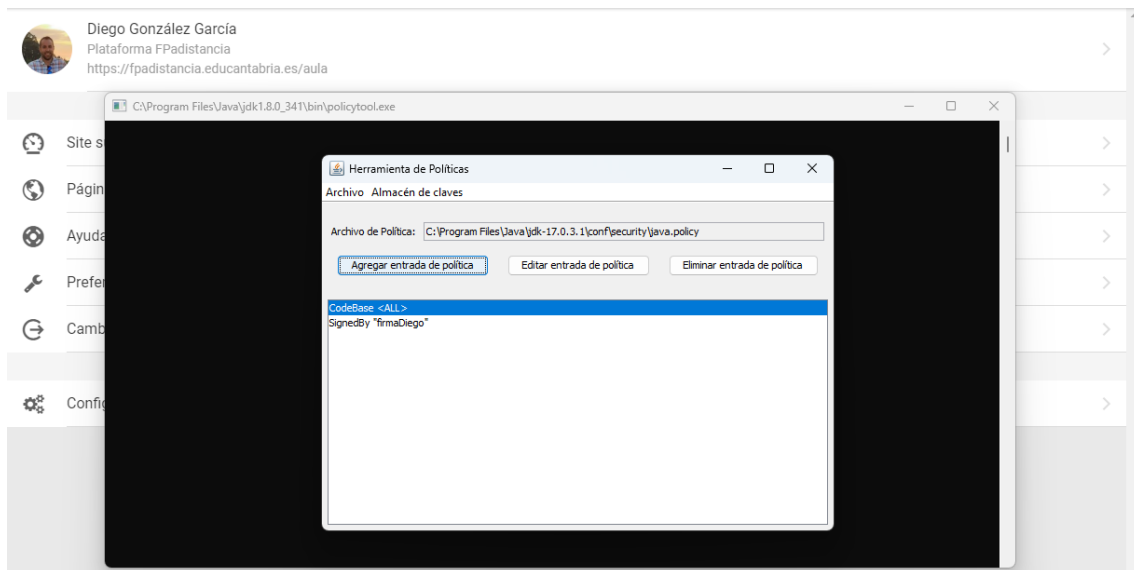 Diego González García
Plataforma FPadistancia
https://fpadistancia.educantabria.es/aula
C:\Program Files\Java\jdk1.8.0_341\bin\policytool.exe
Site s
Herramienta de Políticas
Archivo Almacén de claves
Págin
Archivo de Política: C:\Program Files\Java\jdk-17.0.3.1\conf\security\java.policy
Ayuda
Agregar entrada de política Editar entrada de política Eliminar entrada de política
Prefer
CodeBase <ALL>
SignedBy "firmaDiego"
Camb
Config